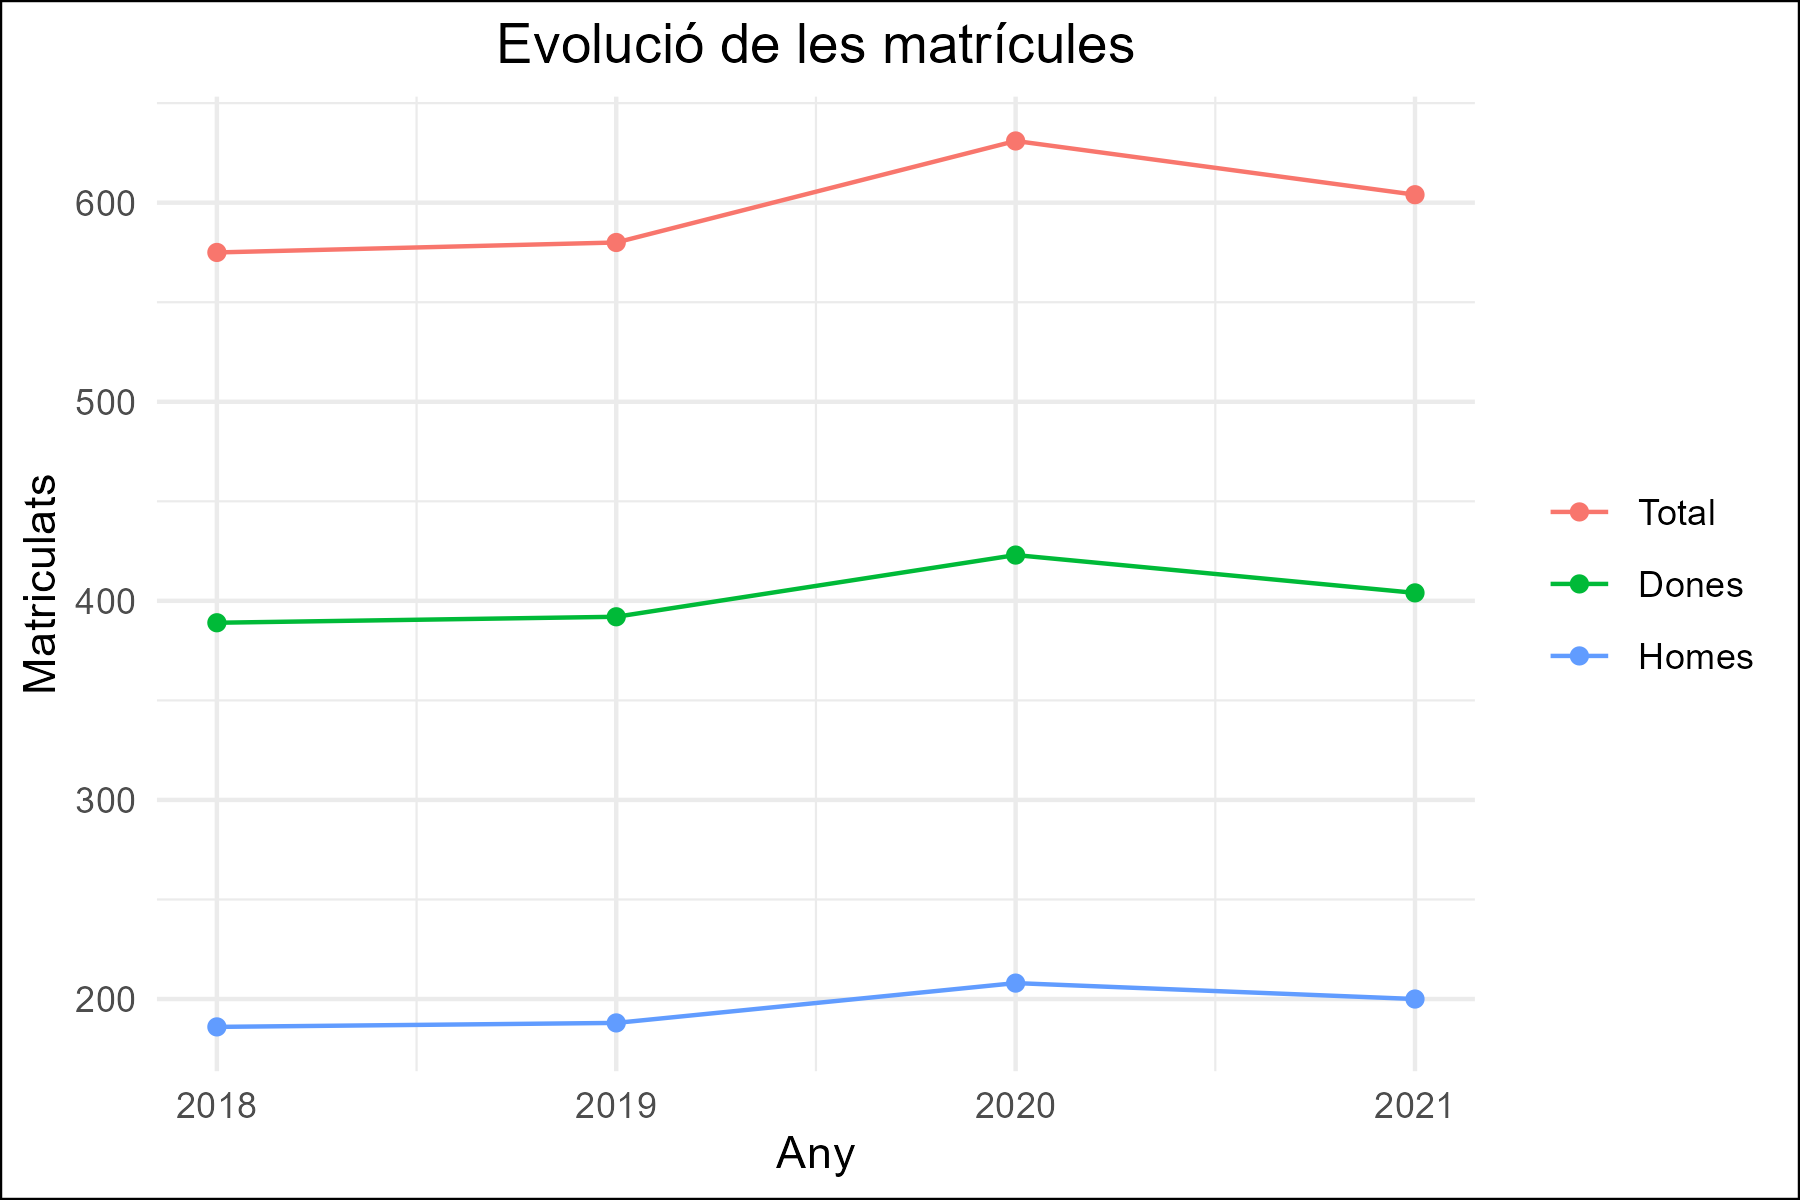 Evolució de les matrícules
Matriculats
600
500
400
300
200
2018 2019 2020 2021
Any
Total
Dones
Homes